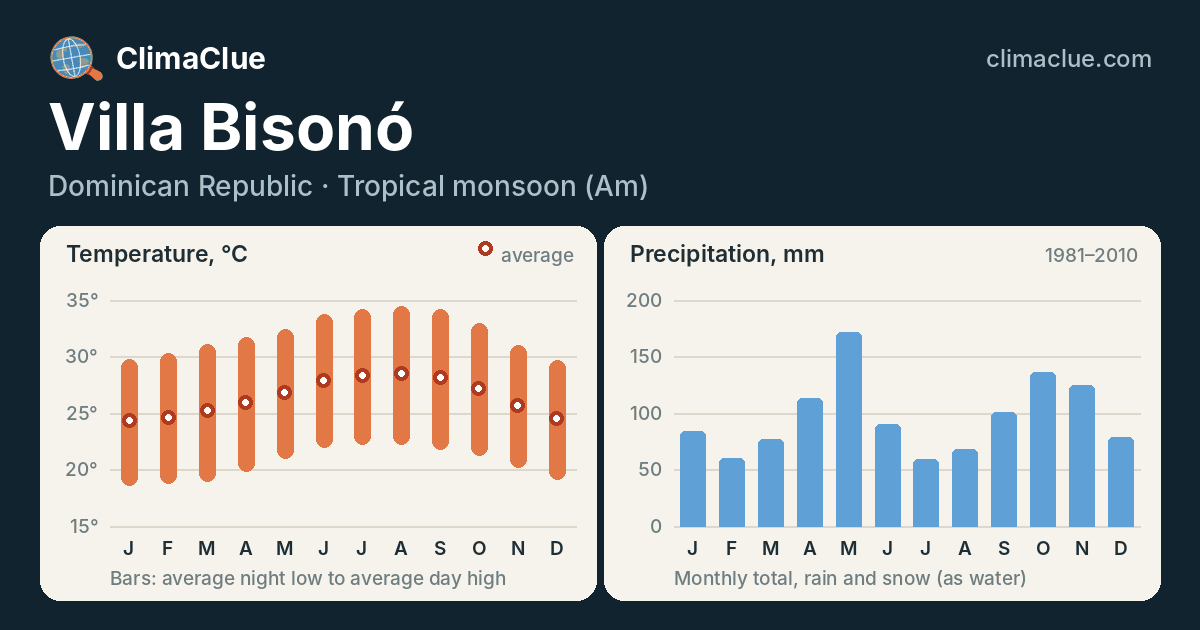 ClimaClue
climaclue.com
Villa Bisonó
Dominican Republic · Tropical monsoon (Am)
Temperature, °C
average
35°
30°
25°
20°
15°
J F M A M J J A S O N D
Bars: average night low to average day high
Precipitation, mm
1981–2010
200
150
100
50
0
J F M A M J J A S O N D
Monthly total, rain and snow (as water)